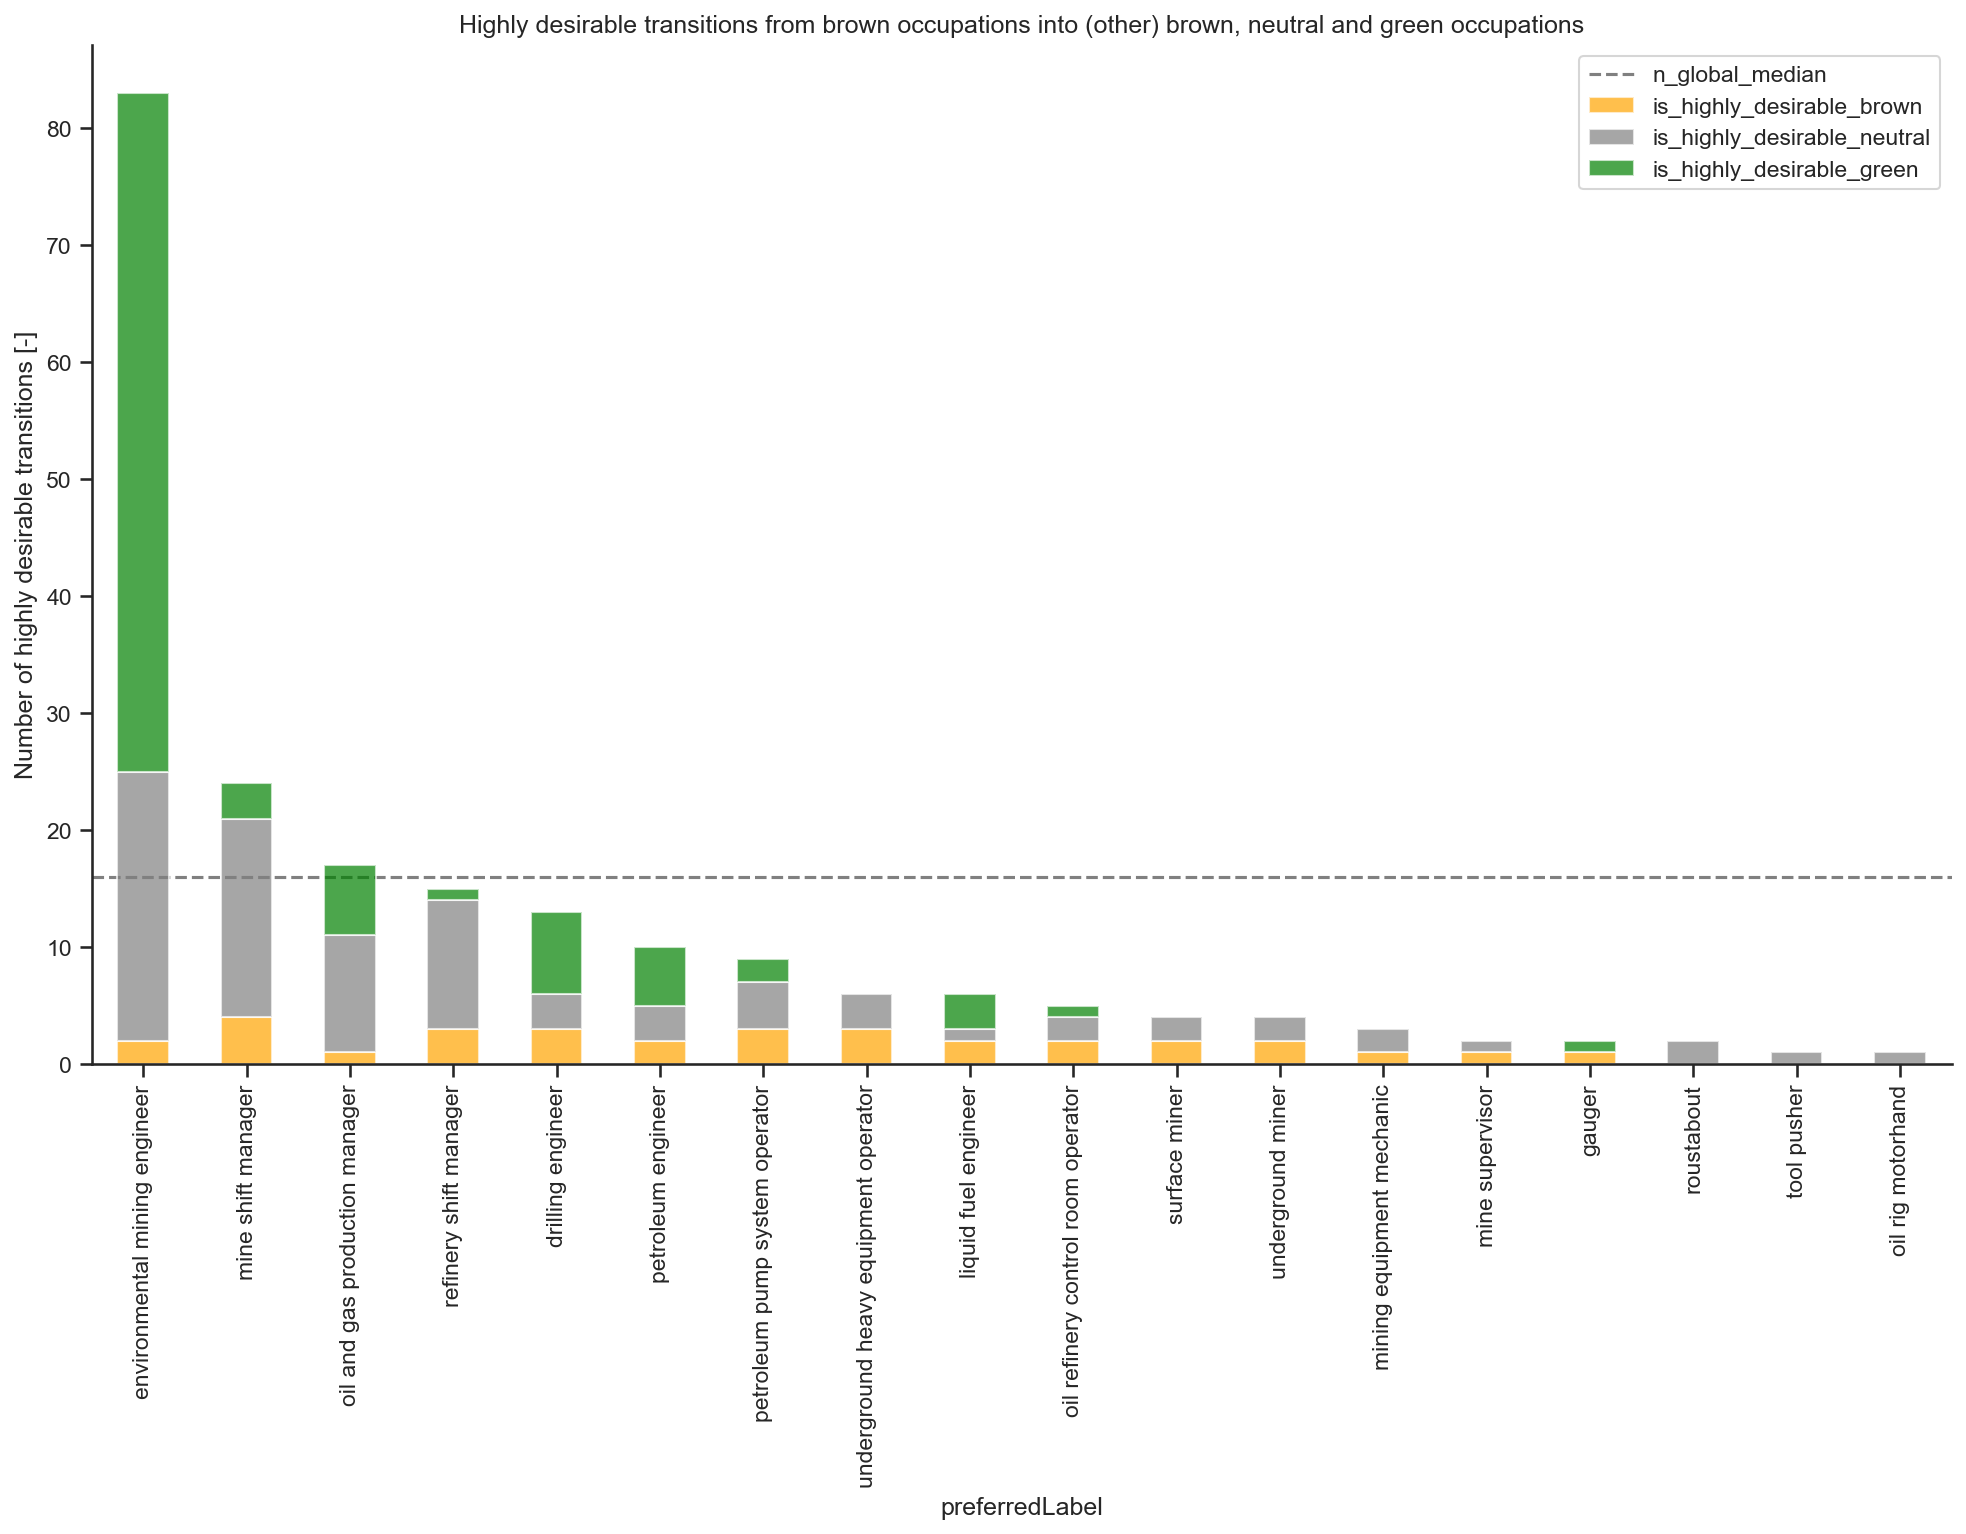 Highly desirable transitions from brown occupations into (other) brown, neutral and green occupations
n_global_median
is_highly_desirable_brown
is_highly_desirable_neutral
is_highly_desirable_green
Number of highly desirable transitions [-]
80
70
60
50
40
30
20
10
0
environmental mining engineer
mine shift manager
oil and gas production manager
refinery shift manager
drilling engineer
petroleum engineer
petroleum pump system operator
underground heavy equipment operator
liquid fuel engineer
oil refinery control room operator
surface miner
underground miner
mining equipment mechanic
mine supervisor
gauger
roustabout
tool pusher
oil rig motorhand
preferredLabel